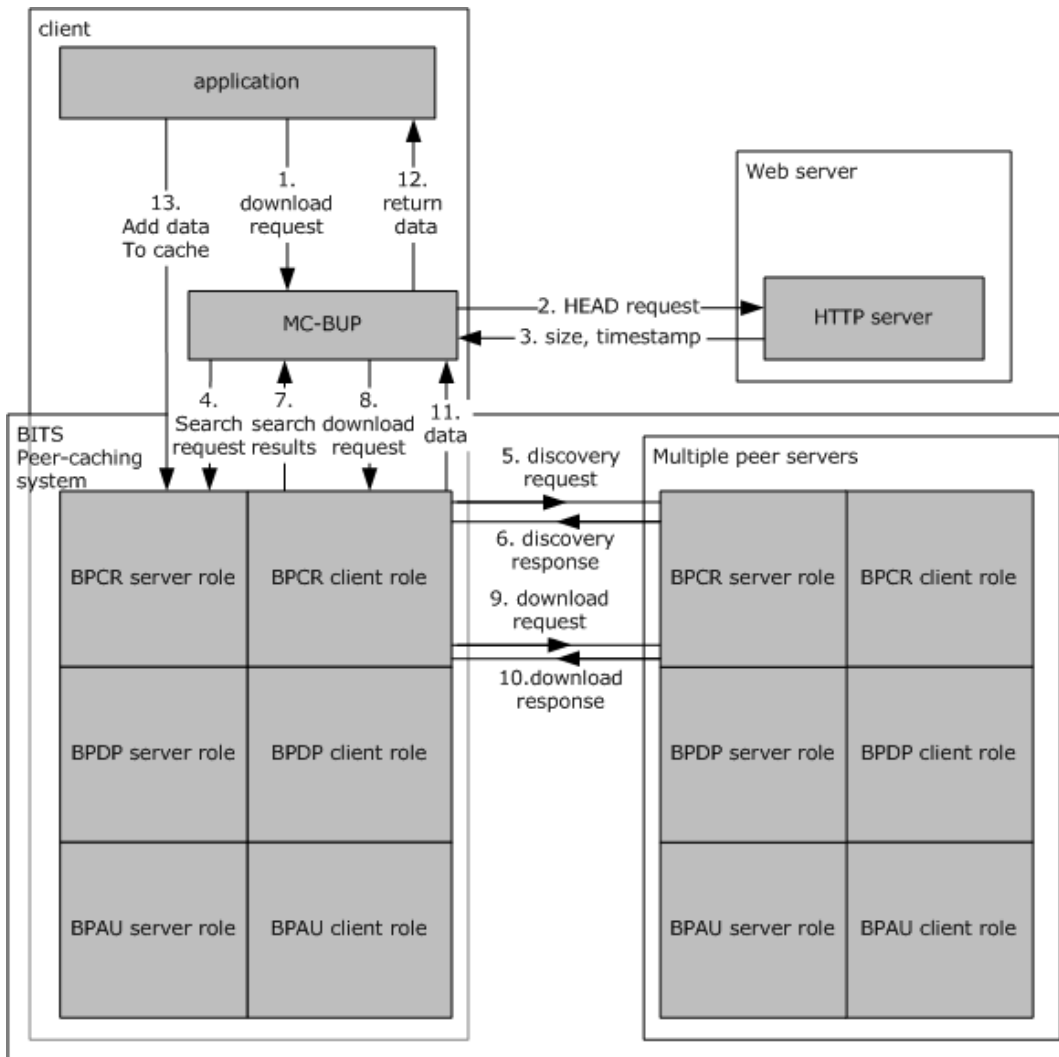 client
application
13.
Add data
To cache
1.
download
request
12.
return
data
Web server
MC-BUP
2. HEAD request
3. size, timestamp
HTTP server
BITS
Peer-caching
system
4.
Search
request
7.
search
results
8.
download
request
11.
data
5. discovery
request
6. discovery
response
9. download
request
10.download
response
Multiple peer servers
BPCR server role
BPCR client role
BPCR server role
BPCR client role
BPDP server role
BPDP client role
BPDP server role
BPDP client role
BPAU server role
BPAU client role
BPAU server role
BPAU client role